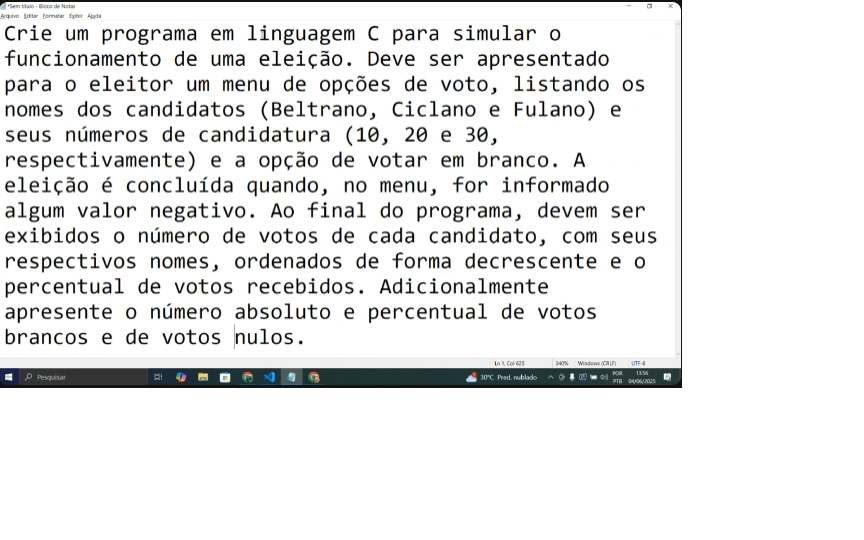 *Sem título - Bloco de Notas
Arquivo Editar Formatar Exibir Ajuda
Crie um programa em linguagem C para simular o
funcionamento de uma eleição. Deve ser apresentado
para o eleitor um menu de opções de voto, listando os
nomes dos candidatos (Beltrano, Ciclano e Fulano) e
seus números de candidatura (10, 20 e 30,
respectivamente) e a opção de votar em branco. A
eleição é concluída quando, no menu, for informado
algum valor negativo. Ao final do programa, devem ser
exibidos o número de votos de cada candidato, com seus
respectivos nomes, ordenados de forma decrescente e o
percentual de votos recebidos. Adicionalmente
apresente o número absoluto e percentual de votos
brancos e de votos nulos.
Ln 1, Col 625 340% Windows (CRLF) UTF-8
Pesquisar 30°C Pred. nublado POR 13:56
PTB 04/06/2025